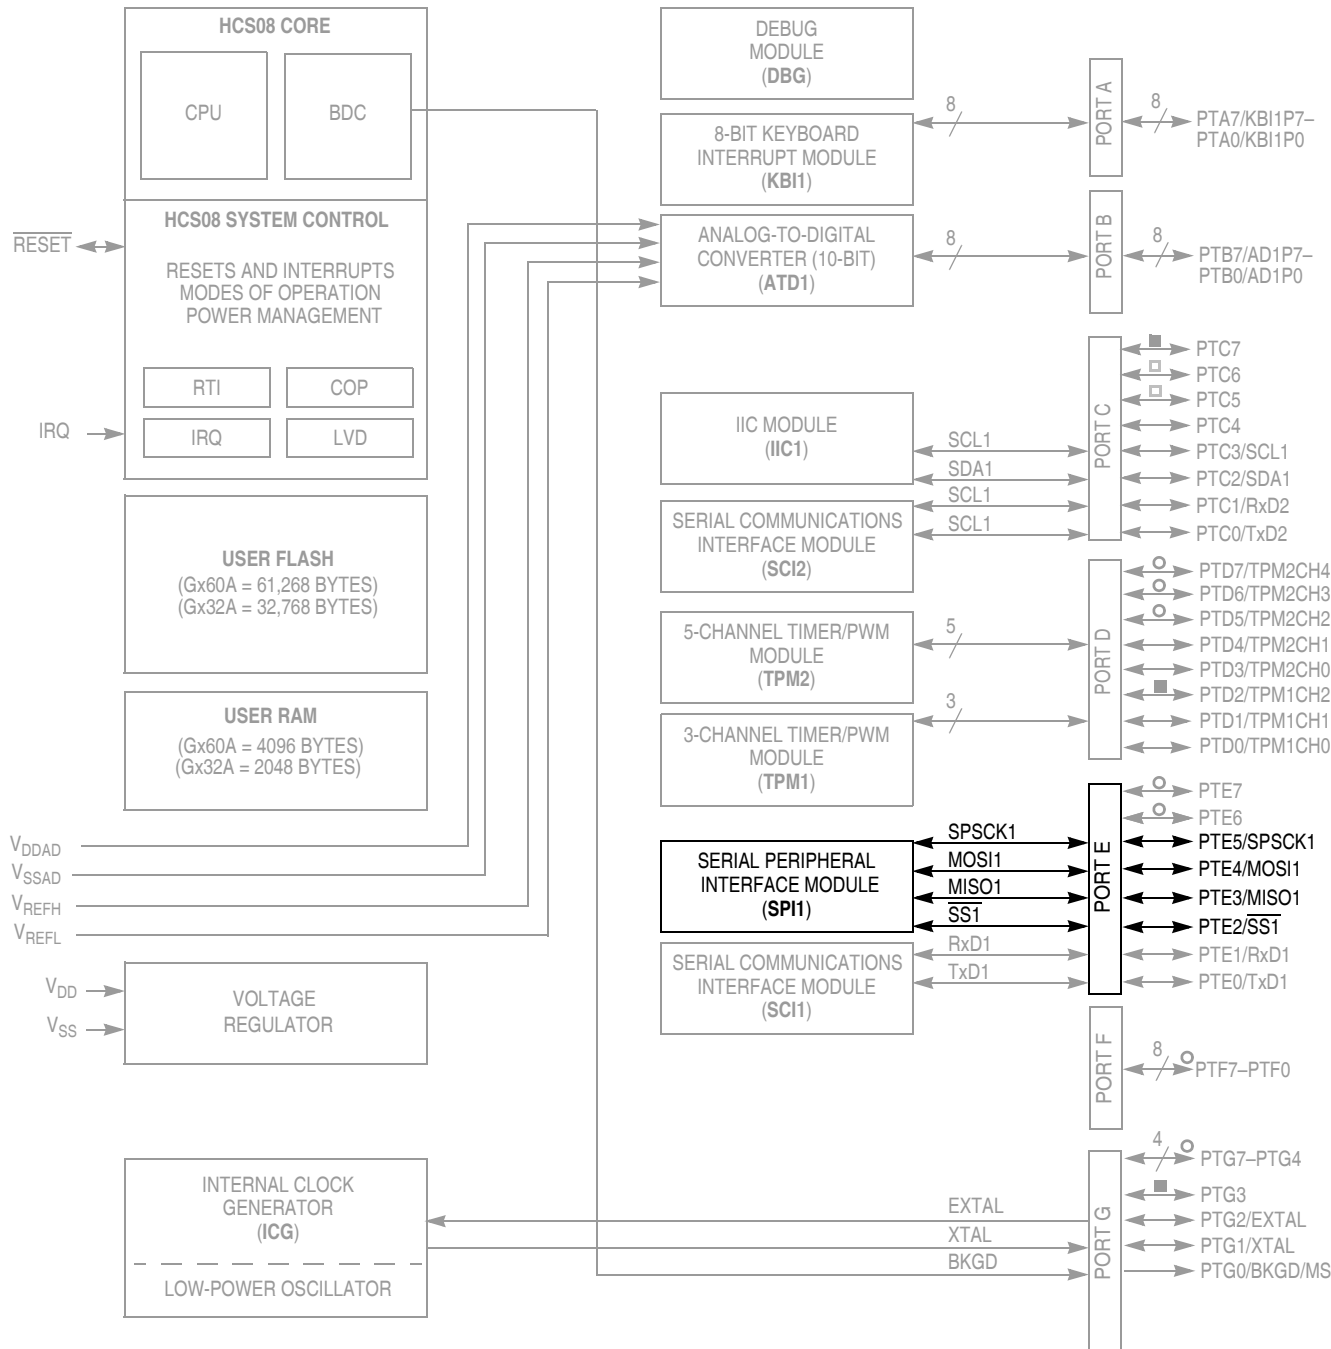 HCS08 CORE
CPU
BDC
HCS08 SYSTEM CONTROL
RESET
RESETS AND INTERRUPTS
MODES OF OPERATION
POWER MANAGEMENT
RTI
COP
IRQ
IRQ
LVD
USER FLASH
(Gx60A = 61,268 BYTES)
(Gx32A = 32,768 BYTES)
USER RAM
(Gx60A = 4096 BYTES)
(Gx32A = 2048 BYTES)
VDDAD
VSSAD
VREFH
VREFL
VDD
VSS
VOLTAGE
REGULATOR
INTERNAL CLOCK
GENERATOR
(ICG)
LOW-POWER OSCILLATOR
DEBUG
MODULE
(DBG)
8-BIT KEYBOARD
INTERRUPT MODULE
(KBI1)
8
PORT A
8
PTA7/KBI1P7–
PTA0/KBI1P0
ANALOG-TO-DIGITAL
CONVERTER (10-BIT)
(ATD1)
8
PORT B
8
PTB7/AD1P7–
PTB0/AD1P0
IIC MODULE
(IIC1)
SCL1
SDA1
SERIAL COMMUNICATIONS
INTERFACE MODULE
(SCI2)
SCL1
SCL1
PORT C
PTC7
PTC6
PTC5
PTC4
PTC3/SCL1
PTC2/SDA1
PTC1/RxD2
PTC0/TxD2
5-CHANNEL TIMER/PWM
MODULE
(TPM2)
5
3-CHANNEL TIMER/PWM
MODULE
(TPM1)
3
PORT D
PTD7/TPM2CH4
PTD6/TPM2CH3
PTD5/TPM2CH2
PTD4/TPM2CH1
PTD3/TPM2CH0
PTD2/TPM1CH2
PTD1/TPM1CH1
PTD0/TPM1CH0
SERIAL PERIPHERAL
INTERFACE MODULE
(SPI1)
SPSCK1
MOSI1
MISO1
SS1
SERIAL COMMUNICATIONS
INTERFACE MODULE
(SCI1)
RxD1
TxD1
PORT E
PTE7
PTE6
PTE5/SPSCK1
PTE4/MOSI1
PTE3/MISO1
PTE2/SS1
PTE1/RxD1
PTE0/TxD1
PORT F
8
PTF7–PTF0
EXTAL
XTAL
BKGD
PORT G
4
PTG7–PTG4
PTG3
PTG2/EXTAL
PTG1/XTAL
PTG0/BKGD/MS